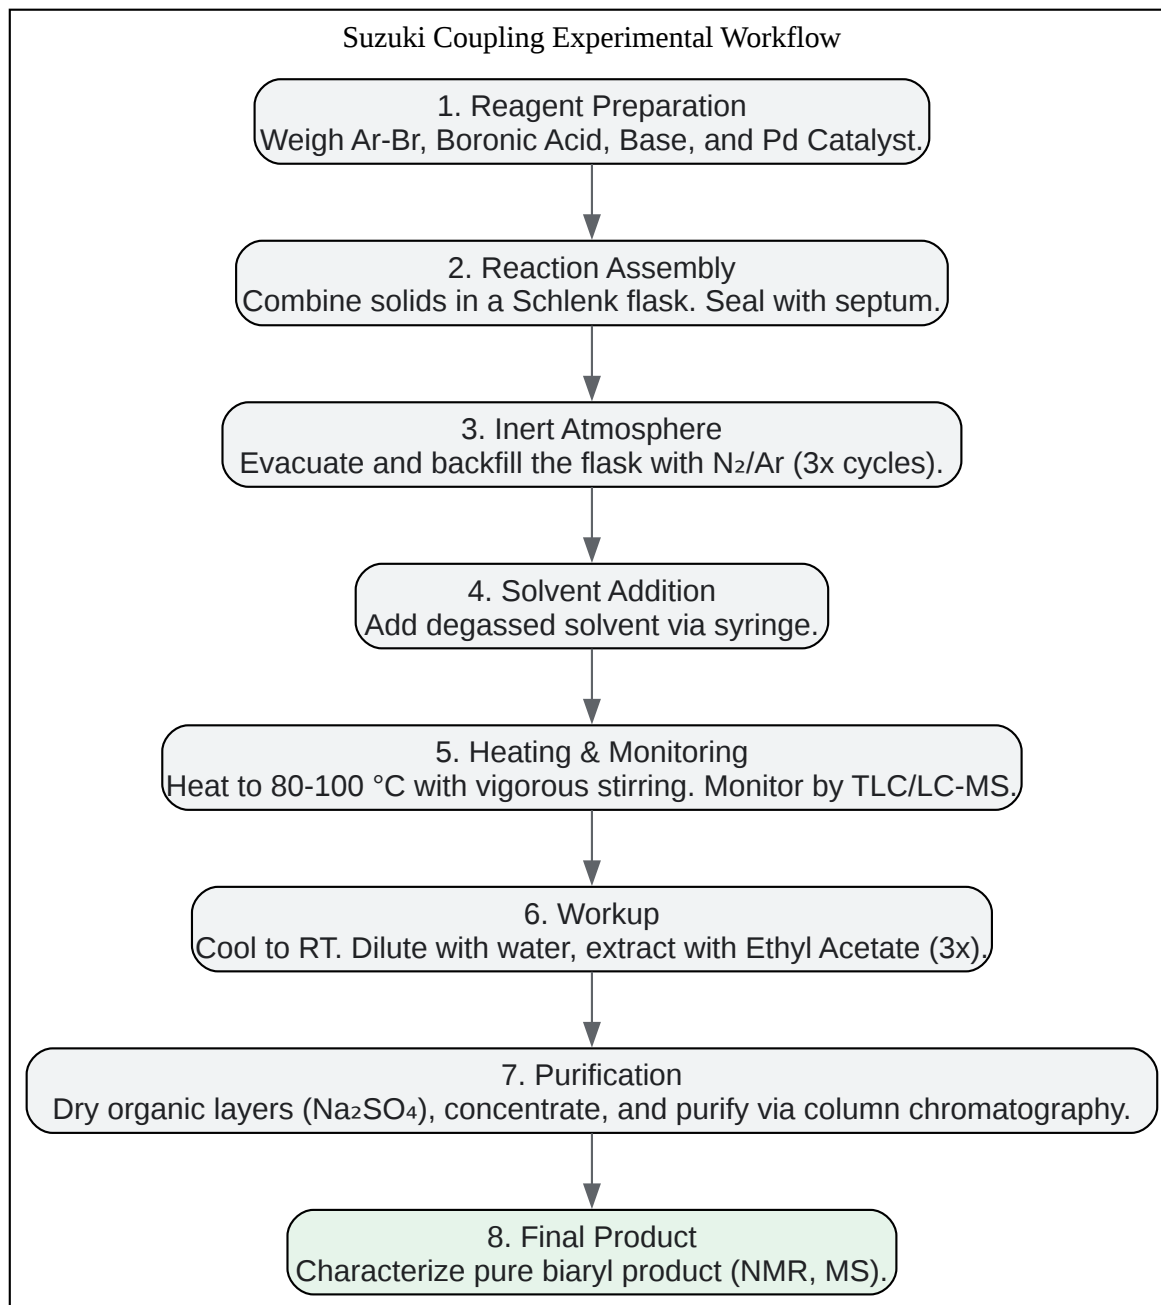 Suzuki Coupling Experimental Workflow
1. Reagent Preparation
Weigh Ar-Br, Boronic Acid, Base, and Pd Catalyst.
2. Reaction Assembly
Combine solids in a Schlenk flask. Seal with septum.
3. Inert Atmosphere
Evacuate and backfill the flask with N₂/Ar (3x cycles).
4. Solvent Addition
Add degassed solvent via syringe.
5. Heating & Monitoring
Heat to 80-100 °C with vigorous stirring. Monitor by TLC/LC-MS.
6. Workup
Cool to RT. Dilute with water, extract with Ethyl Acetate (3x).
7. Purification
Dry organic layers (Na₂SO₄), concentrate, and purify via column chromatography.
8. Final Product
Characterize pure biaryl product (NMR, MS).